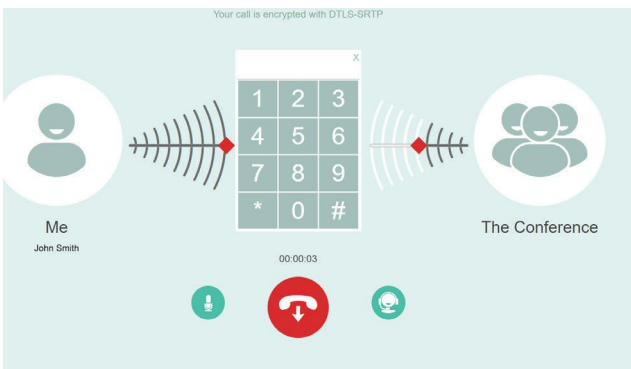 Your call is encrypted with DTLS-SRTP
X
1 2 3
4 5 6
7 8 9
* 0 #
Me
John Smith
The Conference
00:00:03